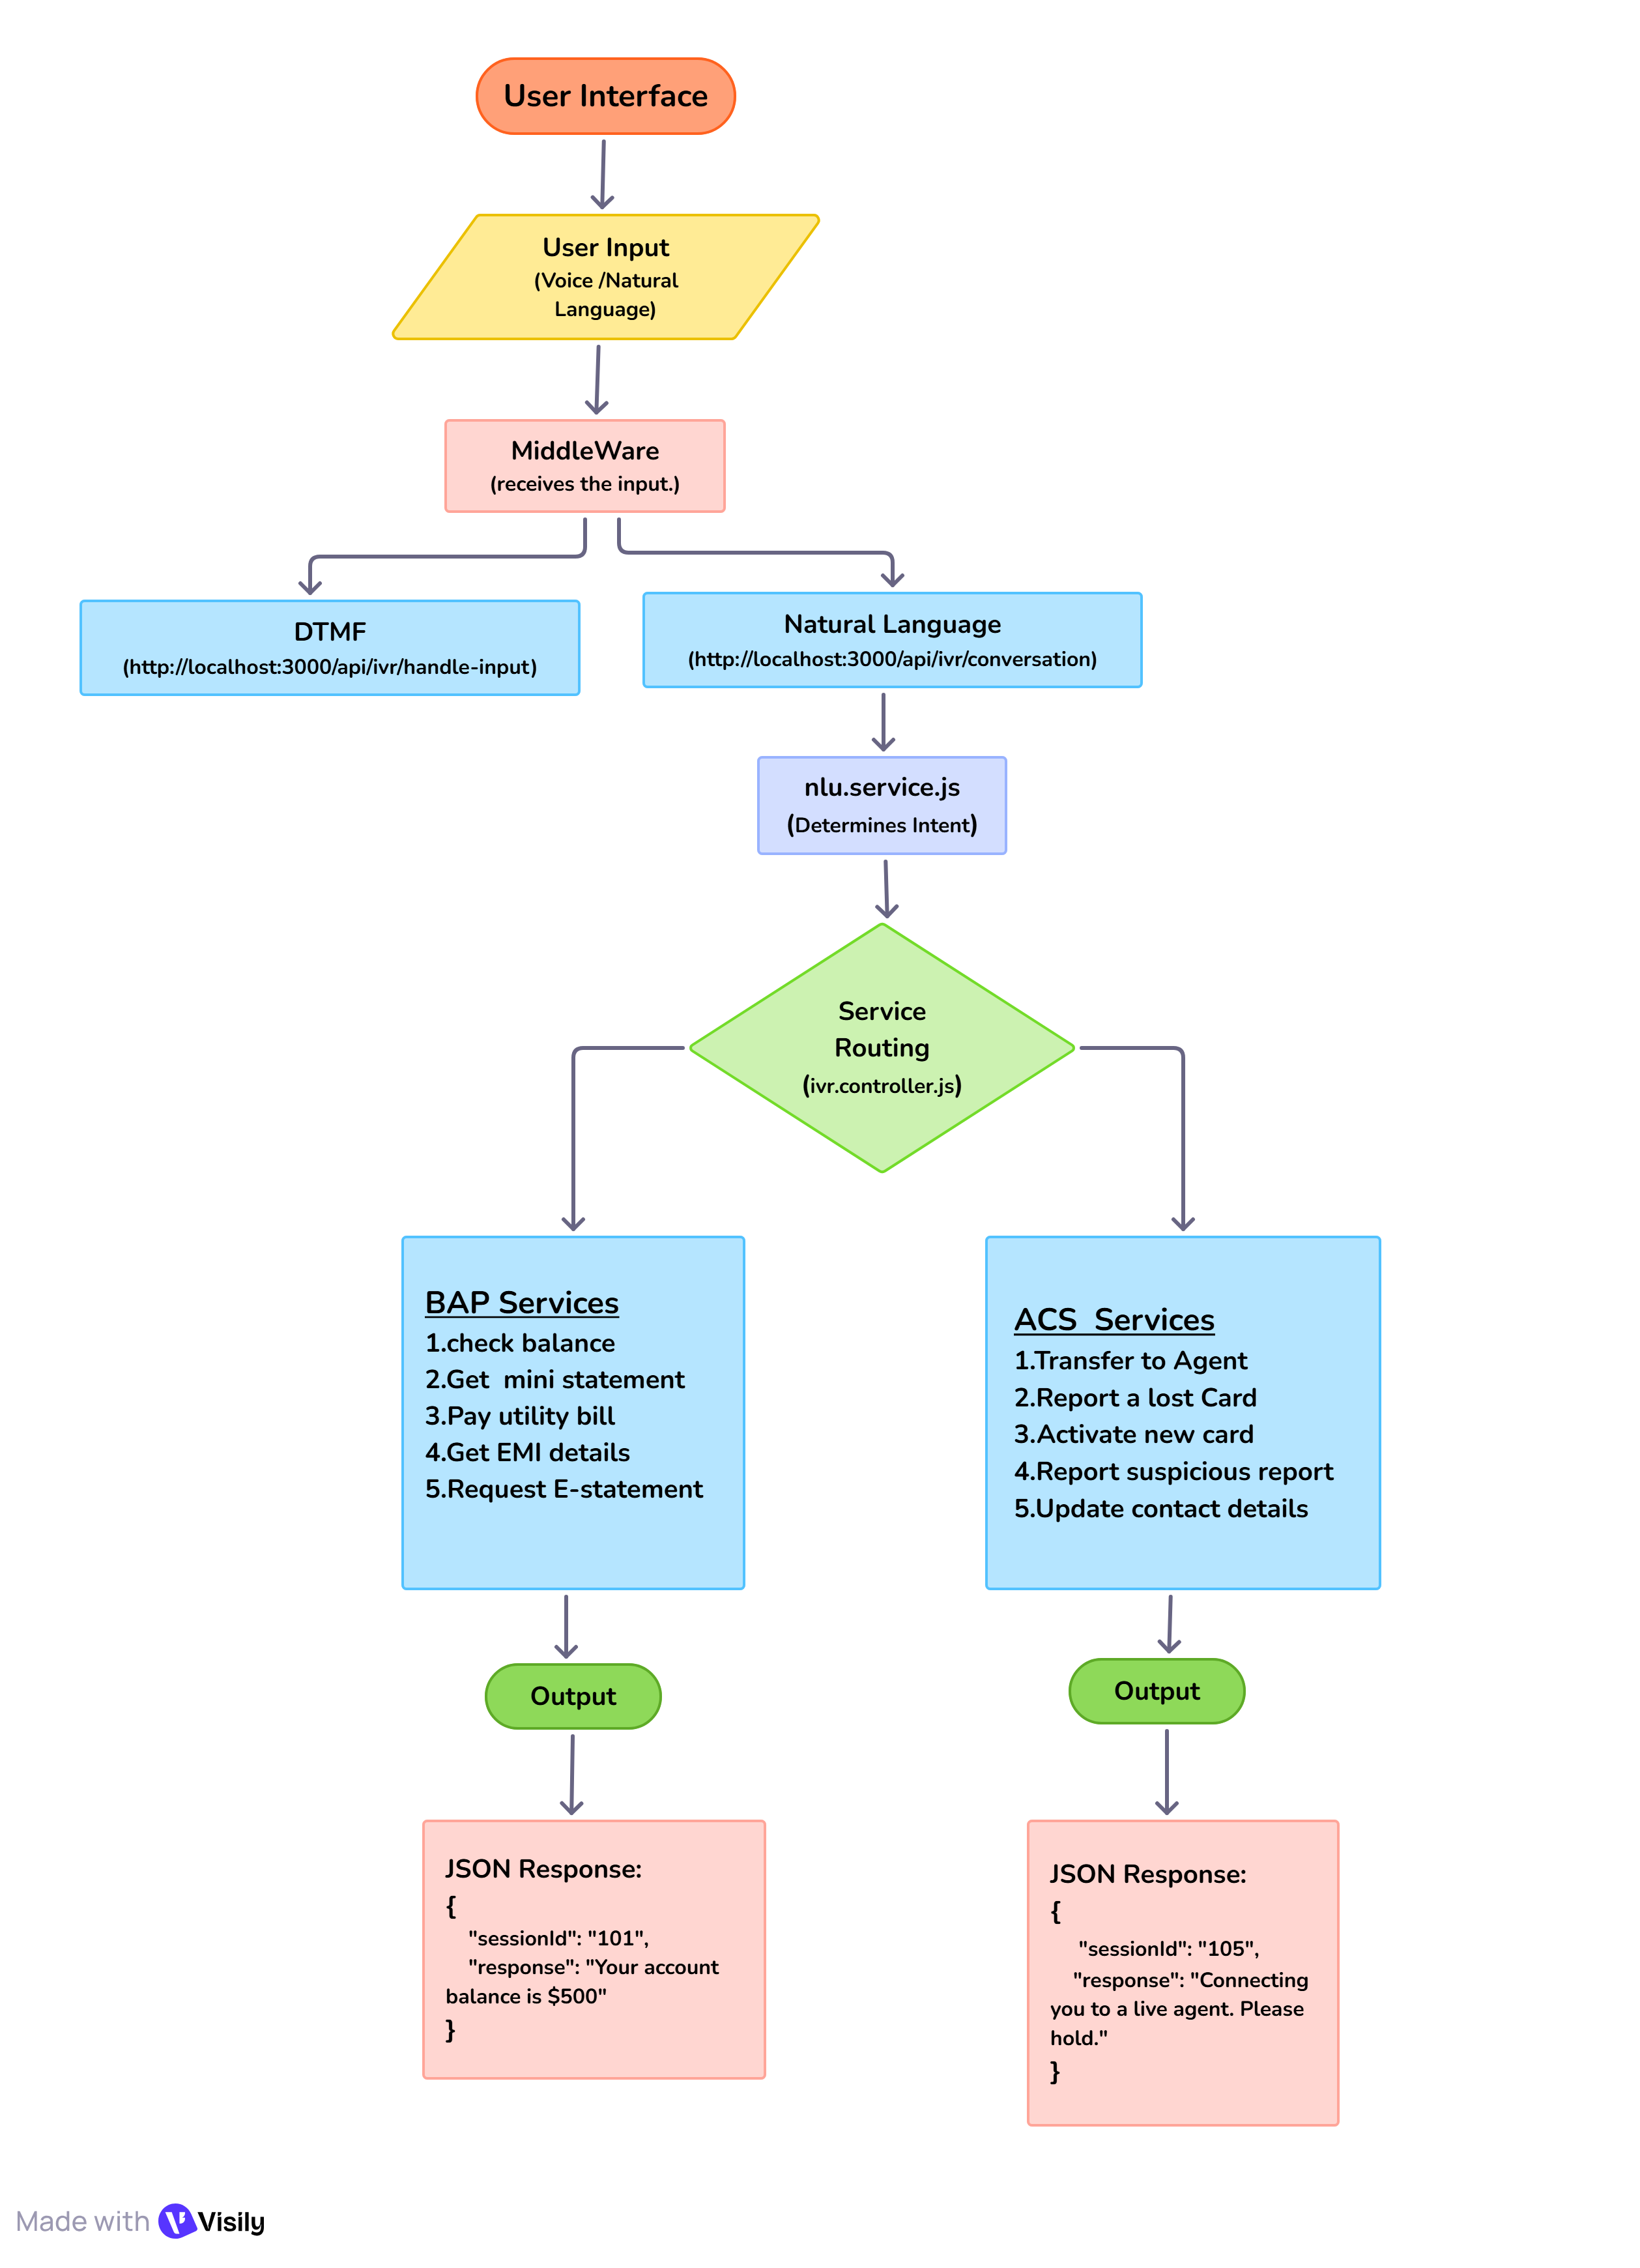 User Interface
User Input
(Voice /Natural
Language)
MiddleWare
(receives the input.)
DTMF
(http://localhost:3000/api/ivr/handle-input)
Natural Language
(http://localhost:3000/api/ivr/conversation)
nlu.service.js
(Determines Intent)
Service
Routing
(ivr.controller.js)
BAP Services
1.check balance
2.Get  mini statement
3.Pay utility bill
4.Get EMI details
5.Request E-statement
ACS  Services
1.Transfer to Agent
2.Report a lost Card
3.Activate new card
4.Report suspicious report
5.Update contact details
Output
Output
JSON Response:
{
"sessionId": "101",
"response": "Your account
balance is $500"
}
JSON Response:
{
"sessionId": "105",
"response": "Connecting
you to a live agent. Please
hold."
}
Made with Visily